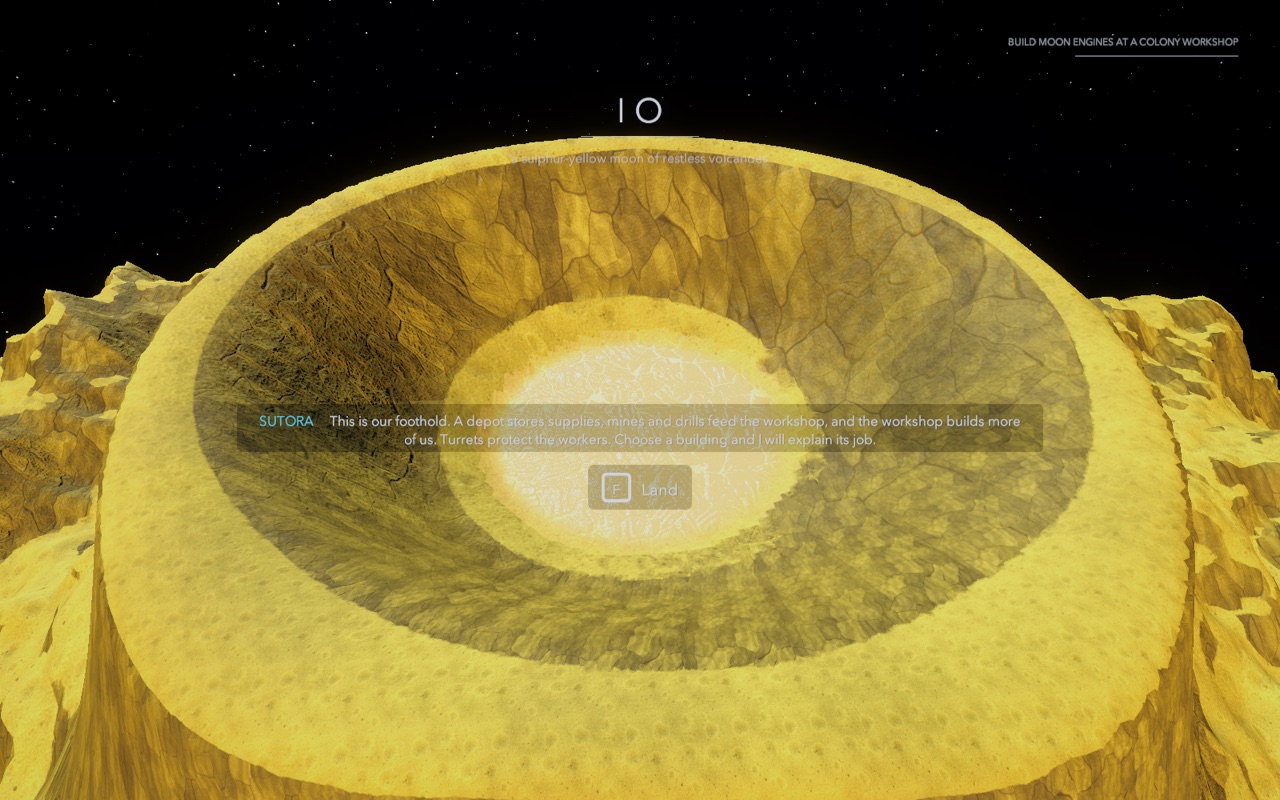 BUILD MOON ENGINES AT A COLONY WORKSHOP
IO
a sulphur-yellow moon of restless volcanoes
SUTORA This is our foothold. A depot stores supplies, mines and drills feed the workshop, and the workshop builds more
of us. Turrets protect the workers. Choose a building and I will explain its job.
F Land